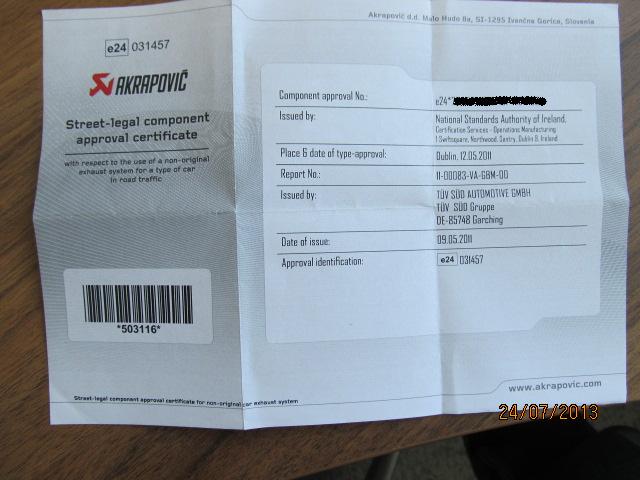 Akrapovič d.d. Malo Hudo 8a, SI-1295 Ivančna Gorica, Slovenia
e24 031457
AKRAPOVIČ
Street-legal component
approval certificate
with respect to the use of a non-original
exhaust system for a type of car
in road traffic
*503116*
Street-legal component approval certificate for non-original car exhaust system
Component approval No.: e24*
Issued by: National Standards Authority of Ireland,
Certification Services - Operations Manufacturing
1 Swiftsquare, Northwood, Santry, Dublin 9, Ireland
Place & date of type-approval: Dublin, 12.05.2011
Report No.: 11-00083-VA-GBM-00
Issued by: TÜV SÜD AUTOMOTIVE GMBH
TÜV SÜD Gruppe
DE-85748 Garching
Date of issue: 09.05.2011
Approval identification: e24 031457
www.akrapovic.com
24/07/2013